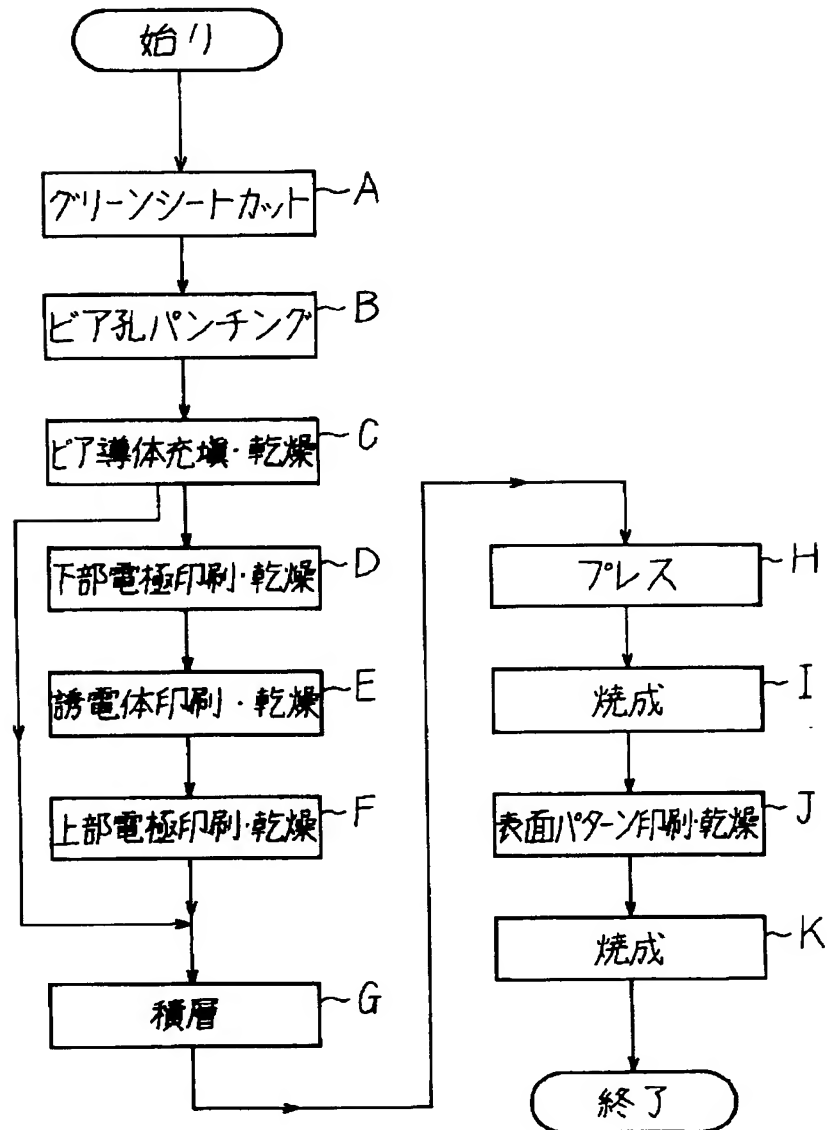 始り
グリーンシートカット A
ビア孔パンチング B
ビア導体充填・乾燥 C
下部電極印刷・乾燥 D
誘電体印刷・乾燥 E
上部電極印刷・乾燥 F
積層 G
プレス H
焼成 I
表面パターン印刷・乾燥 J
焼成 K
終了